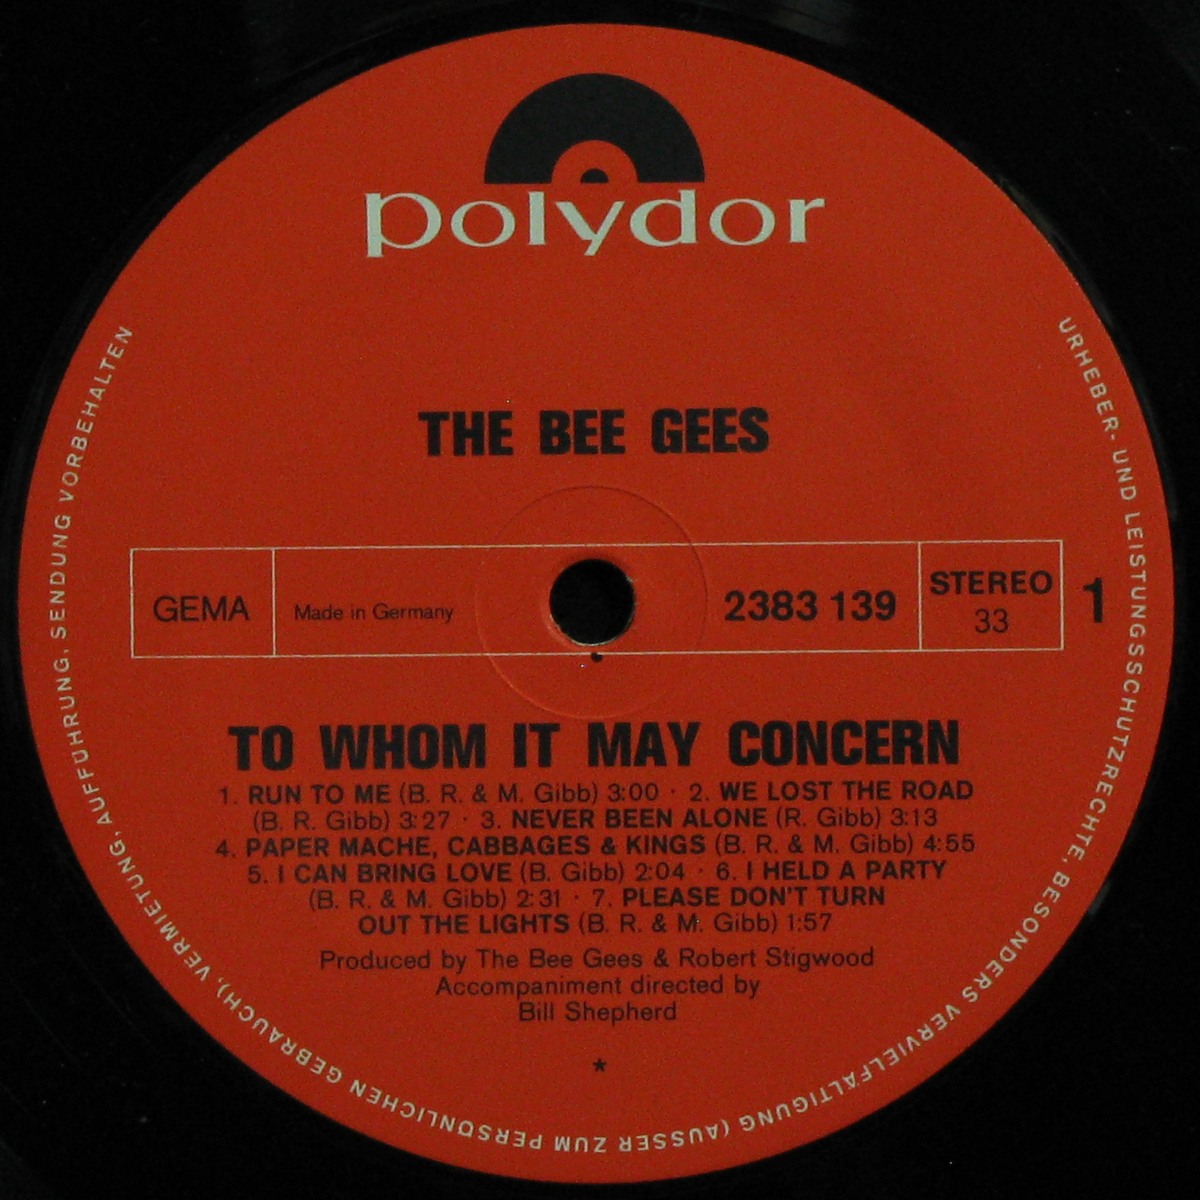 polydor
THE BEE GEES
GEMA
Made in Germany
2383 139
STEREO
33
1
TO WHOM IT MAY CONCERN
1. RUN TO ME (B. R. & M. Gibb) 3:00 · 2. WE LOST THE ROAD
(B. R. Gibb) 3:27 · 3. NEVER BEEN ALONE (R. Gibb) 3:13
4. PAPER MACHE, CABBAGES & KINGS (B. R. & M. Gibb) 4:55
5. I CAN BRING LOVE (B. Gibb) 2:04 · 6. I HELD A PARTY
(B. R. & M. Gibb) 2:31 · 7. PLEASE DON'T TURN
OUT THE LIGHTS (B. R. & M. Gibb) 1:57
Produced by The Bee Gees & Robert Stigwood
Accompaniment directed by
Bill Shepherd
*
URHEBER- UND LEISTUNGSSCHUTZRECHTE, BESONDERS VERVIELFÄLTIGUNG (AUSSER ZUM PERSÖNLICHEN GEBRAUCH), VERMIETUNG, AUFFÜHRUNG, SENDUNG VORBEHALTEN